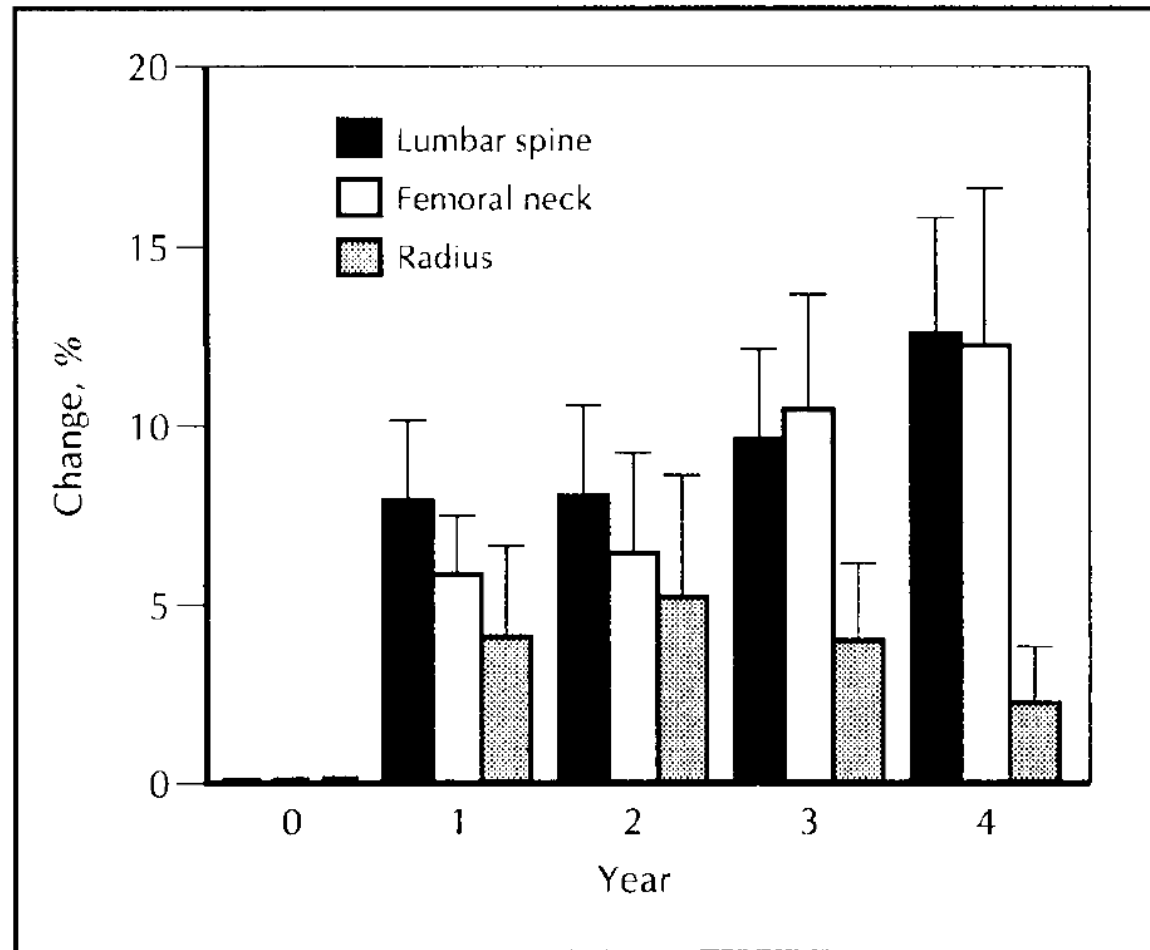 20
15
10
5
0
Change, %
Lumbar spine
Femoral neck
Radius
0 1 2 3 4
Year